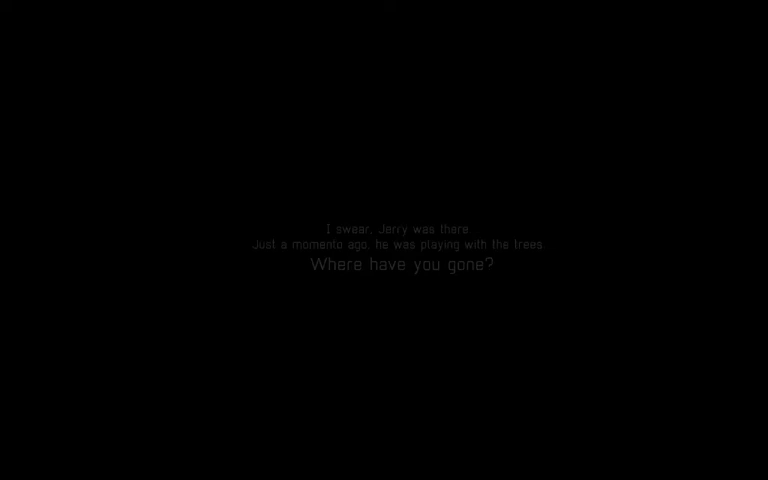 I swear, Jerry was there
Just a momento ago, he was playing with the trees
Where have you gone?